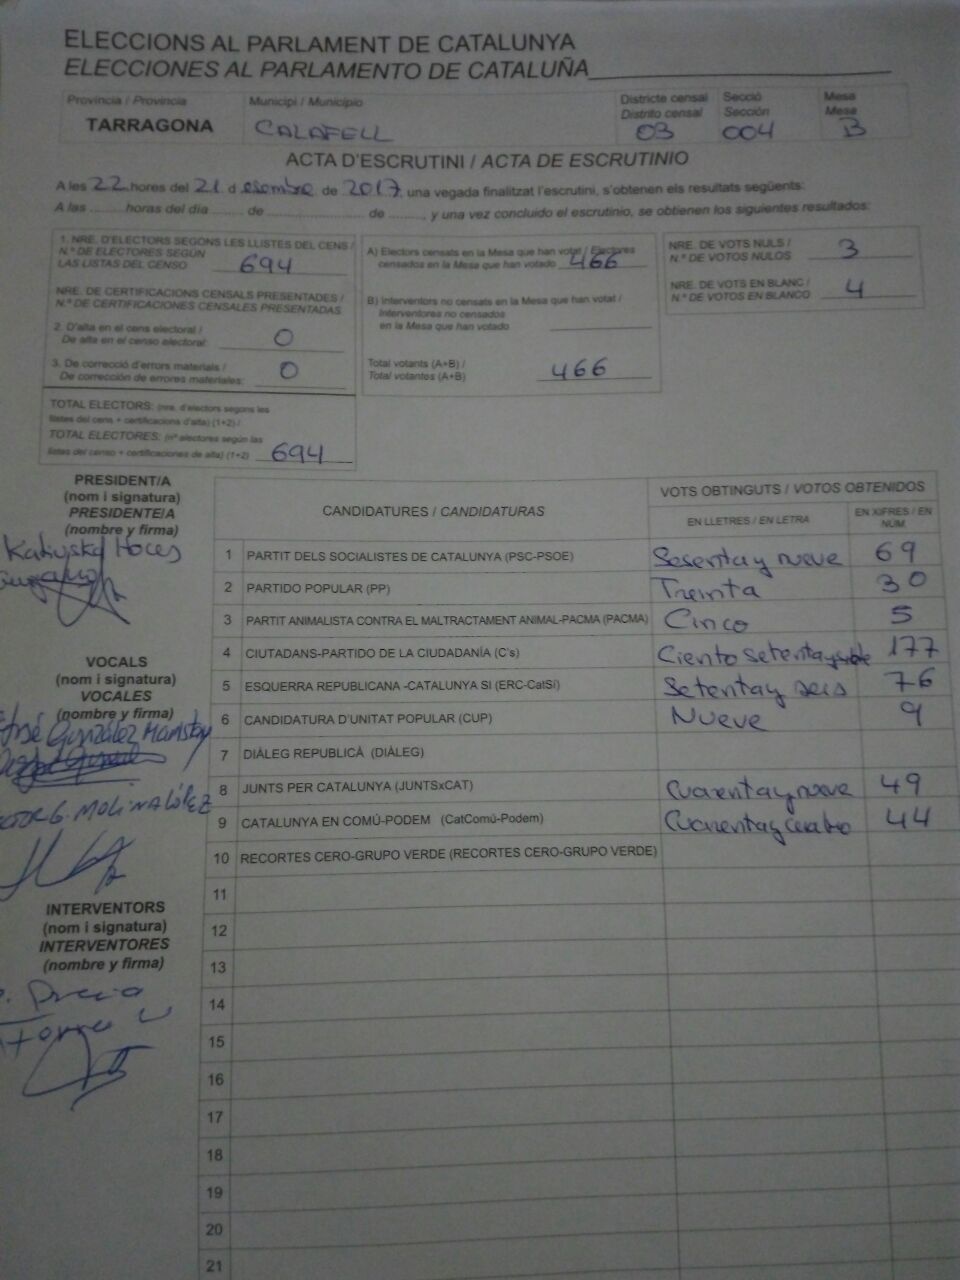 ELECCIONS AL PARLAMENT DE CATALUNYA
ELECCIONES AL PARLAMENTO DE CATALUÑA
Província / Provincia
TARRAGONA
Municipi / Municipio
CALAFELL
Districte censal
Distrito censal
03
Secció
Sección
004
Mesa
Mesa
B
ACTA D'ESCRUTINI / ACTA DE ESCRUTINIO
A les 22 hores del 21 d esembre de 2017, una vegada finalitzat l'escrutini, s'obtenen els resultats següents:
A las ......... horas del día ......... de ......................... de ........., y una vez concluido el escrutinio, se obtienen los siguientes resultados:
1. NRE. D'ELECTORS SEGONS LES LLISTES DEL CENS /
N.º DE ELECTORES SEGÚN
LAS LISTAS DEL CENSO 694
NRE. DE CERTIFICACIONS CENSALS PRESENTADES /
N.º DE CERTIFICACIONES CENSALES PRESENTADAS
2. D'alta en el cens electoral /
De alta en el censo electoral: 0
3. De correcció d'errors materials /
De corrección de errores materiales: 0
TOTAL ELECTORS: (nre. d'electors segons les
llistes del cens + certificacions d'alta) (1+2) /
TOTAL ELECTORES: (nº electores según las
listas del censo + certificaciones de alta) (1+2) 694
A) Electors censats en la Mesa que han votat / Electores
censados en la Mesa que han votado 466
B) Interventors no censats en la Mesa que han votat /
Interventores no censados
en la Mesa que han votado
Total votants (A+B) /
Total votantes (A+B) 466
NRE. DE VOTS NULS /
N.º DE VOTOS NULOS 3
NRE. DE VOTS EN BLANC /
N.º DE VOTOS EN BLANCO 4
PRESIDENT/A
(nom i signatura)
PRESIDENTE/A
(nombre y firma)
Hoces
VOCALS
(nom i signatura)
VOCALES
(nombre y firma)
José González
G. MOLINA LÓPEZ
INTERVENTORS
(nom i signatura)
INTERVENTORES
(nombre y firma)
CANDIDATURES / CANDIDATURAS
VOTS OBTINGUTS / VOTOS OBTENIDOS
EN LLETRES / EN LETRA
EN XIFRES / EN
NÚM.
1 PARTIT DELS SOCIALISTES DE CATALUNYA (PSC-PSOE) Sesenta y nueve 69
2 PARTIDO POPULAR (PP) Treinta 30
3 PARTIT ANIMALISTA CONTRA EL MALTRACTAMENT ANIMAL-PACMA (PACMA) Cinco 5
4 CIUTADANS-PARTIDO DE LA CIUDADANÍA (C's) Ciento setenta y siete 177
5 ESQUERRA REPUBLICANA -CATALUNYA SI (ERC-CatSí) Setenta y seis 76
6 CANDIDATURA D'UNITAT POPULAR (CUP) Nueve 9
7 DIÀLEG REPUBLICÀ (DIÀLEG)
8 JUNTS PER CATALUNYA (JUNTSxCAT) Cuarenta y nueve 49
9 CATALUNYA EN COMÚ-PODEM (CatComú-Podem) Cuarenta y cuatro 44
10 RECORTES CERO-GRUPO VERDE (RECORTES CERO-GRUPO VERDE)
11
12
13
14
15
16
17
18
19
20
21